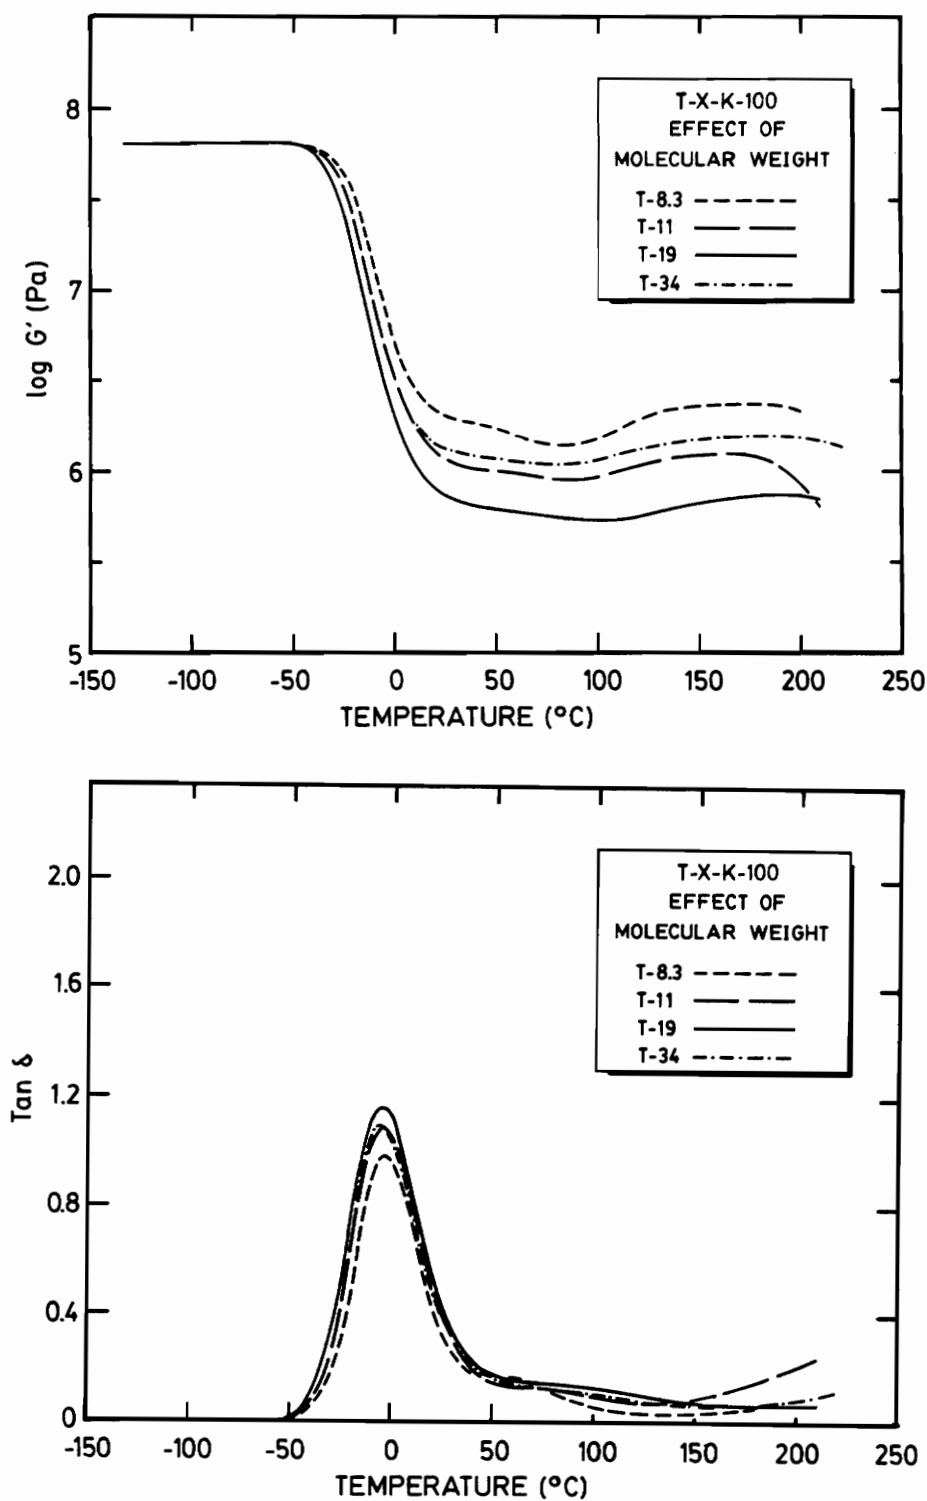 8
7
6
5
log G′ (Pa)
T-X-K-100
EFFECT OF
MOLECULAR WEIGHT
T-8.3
T-11
T-19
T-34
-150 -100 -50 0 50 100 150 200 250
TEMPERATURE (°C)
2.0
1.6
1.2
0.8
0.4
0
Tan δ
T-X-K-100
EFFECT OF
MOLECULAR WEIGHT
T-8.3
T-11
T-19
T-34
-150 -100 -50 0 50 100 150 200 250
TEMPERATURE (°C)